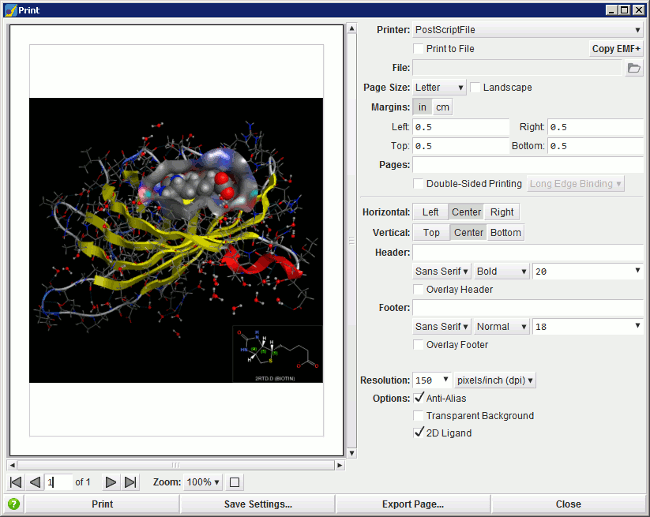 Print
Printer: PostScriptFile
Print to File Copy EMF+
File:
Page Size: Letter Landscape
Margins: in cm
Left: 0.5 Right: 0.5
Top: 0.5 Bottom: 0.5
Pages:
Double-Sided Printing Long Edge Binding
Horizontal: Left Center Right
Vertical: Top Center Bottom
Header:
Sans Serif Bold 20
Overlay Header
Footer:
Sans Serif Normal 18
Overlay Footer
Resolution: 150 pixels/inch (dpi)
Options: Anti-Alias
Transparent Background
2D Ligand
2RTD.D (BIOTIN)
1 of 1 Zoom: 100%
Print Save Settings... Export Page... Close